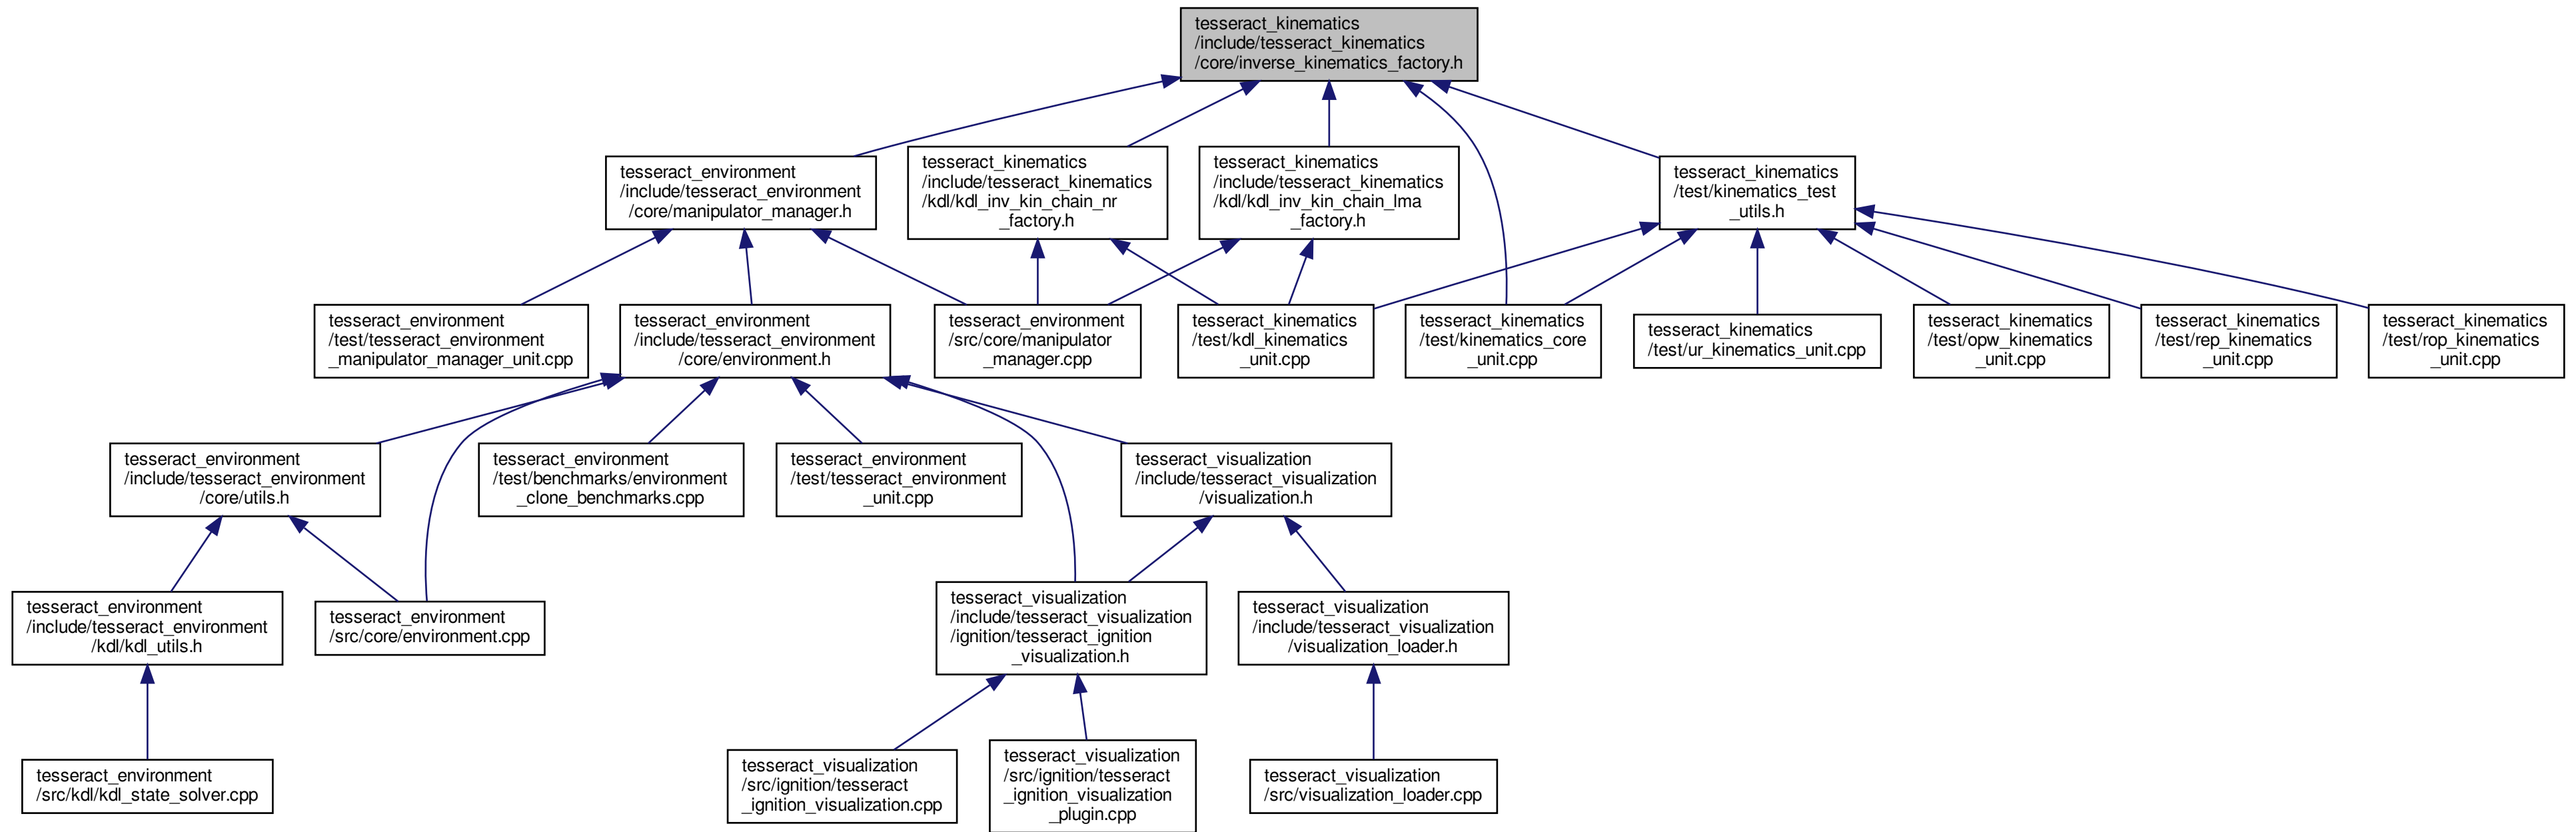 tesseract_kinematics
/include/tesseract_kinematics
/core/inverse_kinematics_factory.h
tesseract_environment
/include/tesseract_environment
/core/manipulator_manager.h
tesseract_kinematics
/include/tesseract_kinematics
/kdl/kdl_inv_kin_chain_nr
_factory.h
tesseract_kinematics
/include/tesseract_kinematics
/kdl/kdl_inv_kin_chain_lma
_factory.h
tesseract_kinematics
/test/kinematics_test
_utils.h
tesseract_environment
/test/tesseract_environment
_manipulator_manager_unit.cpp
tesseract_environment
/include/tesseract_environment
/core/environment.h
tesseract_environment
/src/core/manipulator
_manager.cpp
tesseract_kinematics
/test/kdl_kinematics
_unit.cpp
tesseract_kinematics
/test/kinematics_core
_unit.cpp
tesseract_kinematics
/test/ur_kinematics_unit.cpp
tesseract_kinematics
/test/opw_kinematics
_unit.cpp
tesseract_kinematics
/test/rep_kinematics
_unit.cpp
tesseract_kinematics
/test/rop_kinematics
_unit.cpp
tesseract_environment
/include/tesseract_environment
/core/utils.h
tesseract_environment
/test/benchmarks/environment
_clone_benchmarks.cpp
tesseract_environment
/test/tesseract_environment
_unit.cpp
tesseract_visualization
/include/tesseract_visualization
/visualization.h
tesseract_environment
/include/tesseract_environment
/kdl/kdl_utils.h
tesseract_environment
/src/core/environment.cpp
tesseract_visualization
/include/tesseract_visualization
/ignition/tesseract_ignition
_visualization.h
tesseract_visualization
/include/tesseract_visualization
/visualization_loader.h
tesseract_environment
/src/kdl/kdl_state_solver.cpp
tesseract_visualization
/src/ignition/tesseract
_ignition_visualization.cpp
tesseract_visualization
/src/ignition/tesseract
_ignition_visualization
_plugin.cpp
tesseract_visualization
/src/visualization_loader.cpp